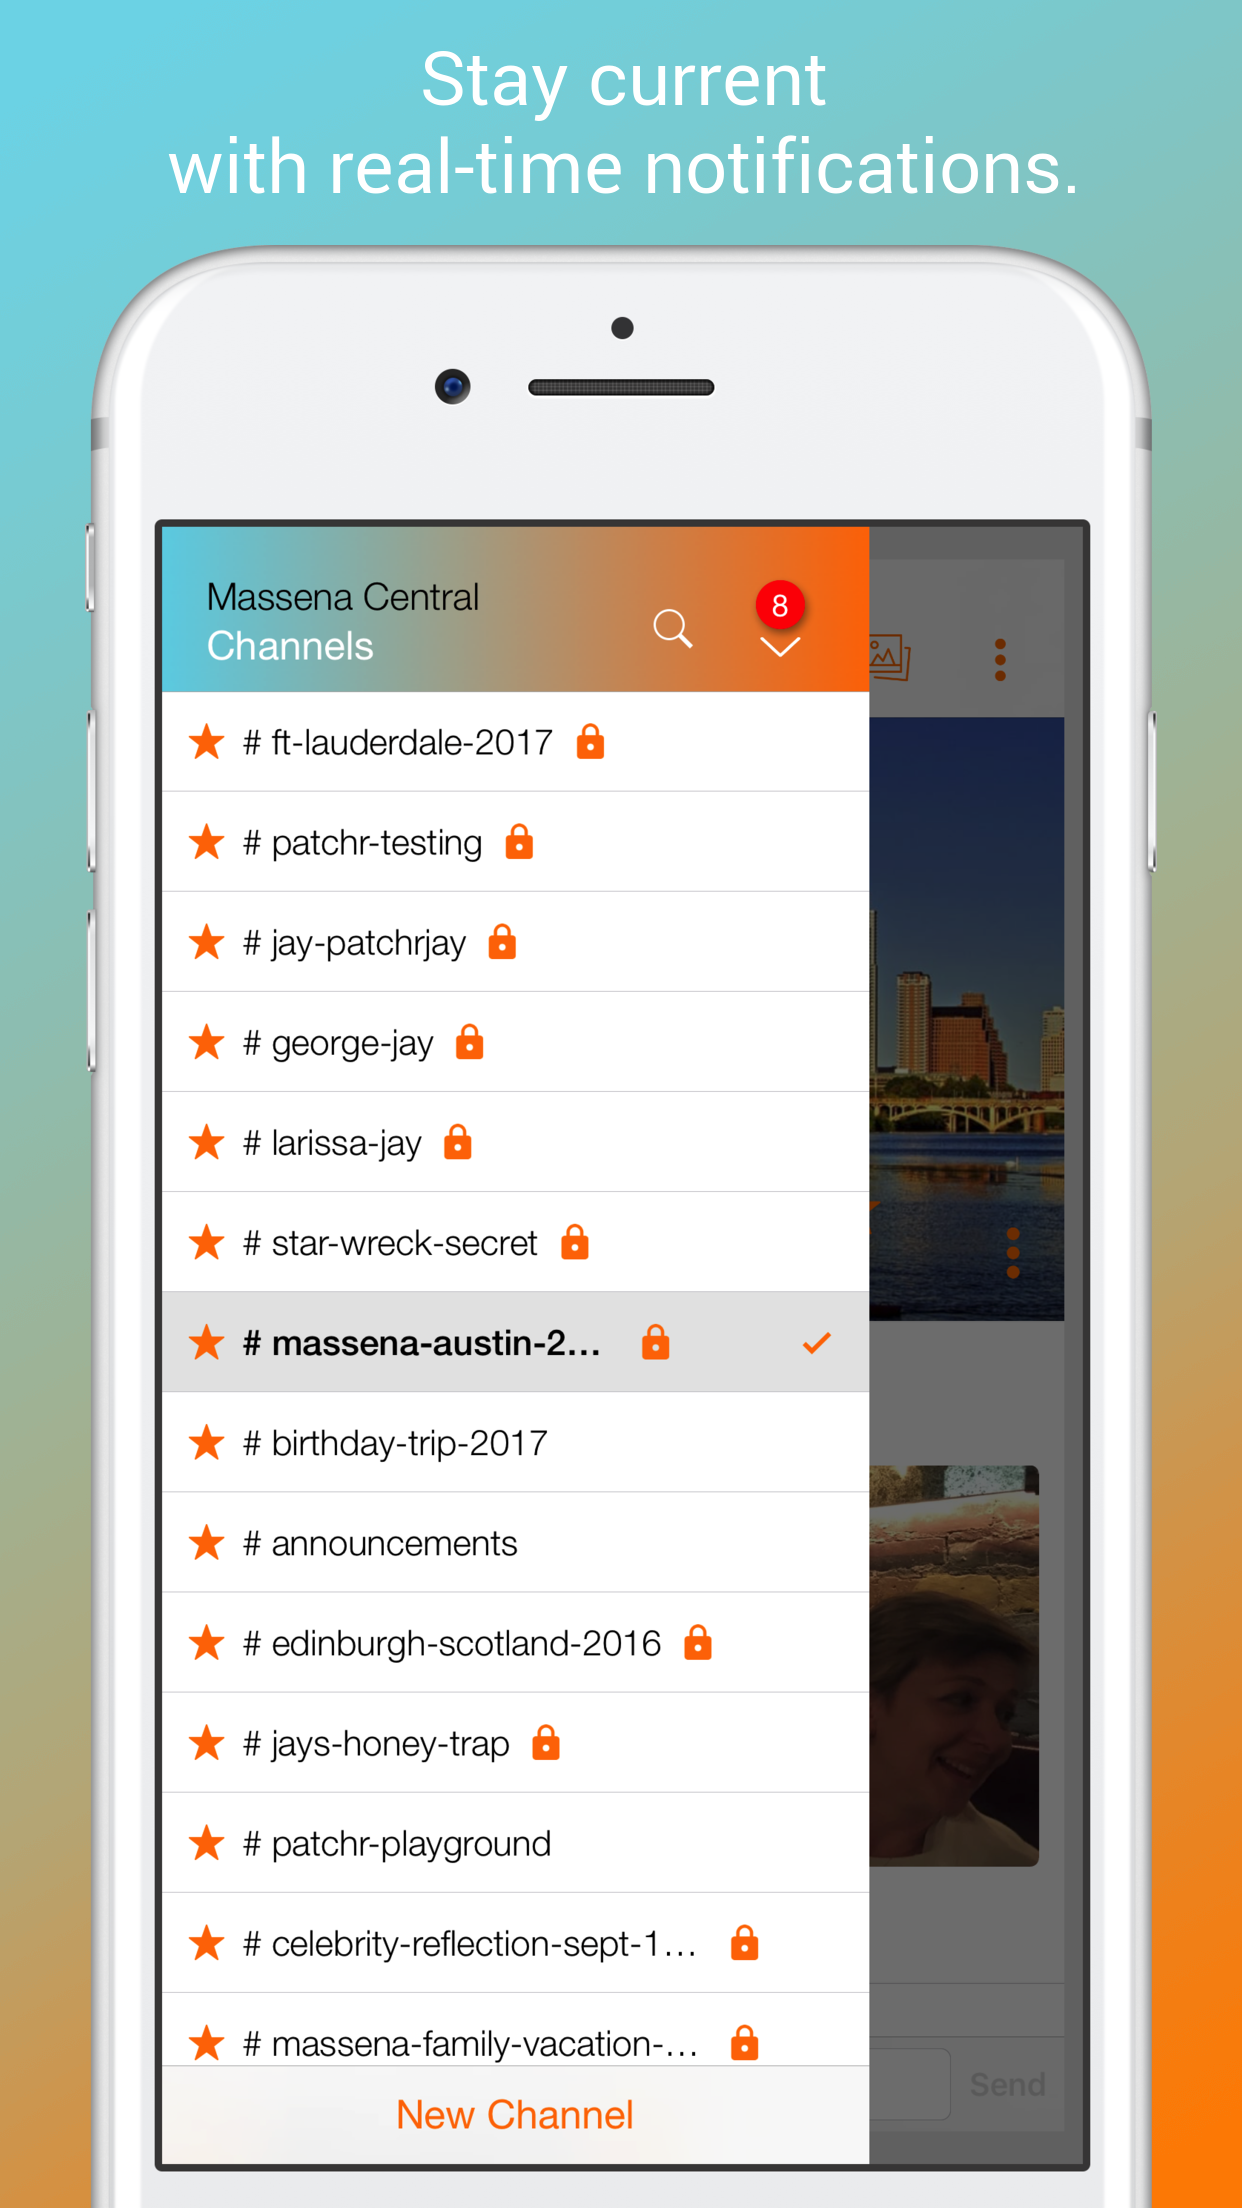 Stay current
with real-time notifications.
Massena Central
Channels
8
# ft-lauderdale-2017
# patchr-testing
# jay-patchrjay
# george-jay
# larissa-jay
# star-wreck-secret
# massena-austin-2...
# birthday-trip-2017
# announcements
# edinburgh-scotland-2016
# jays-honey-trap
# patchr-playground
# celebrity-reflection-sept-1...
# massena-family-vacation-...
Send
New Channel